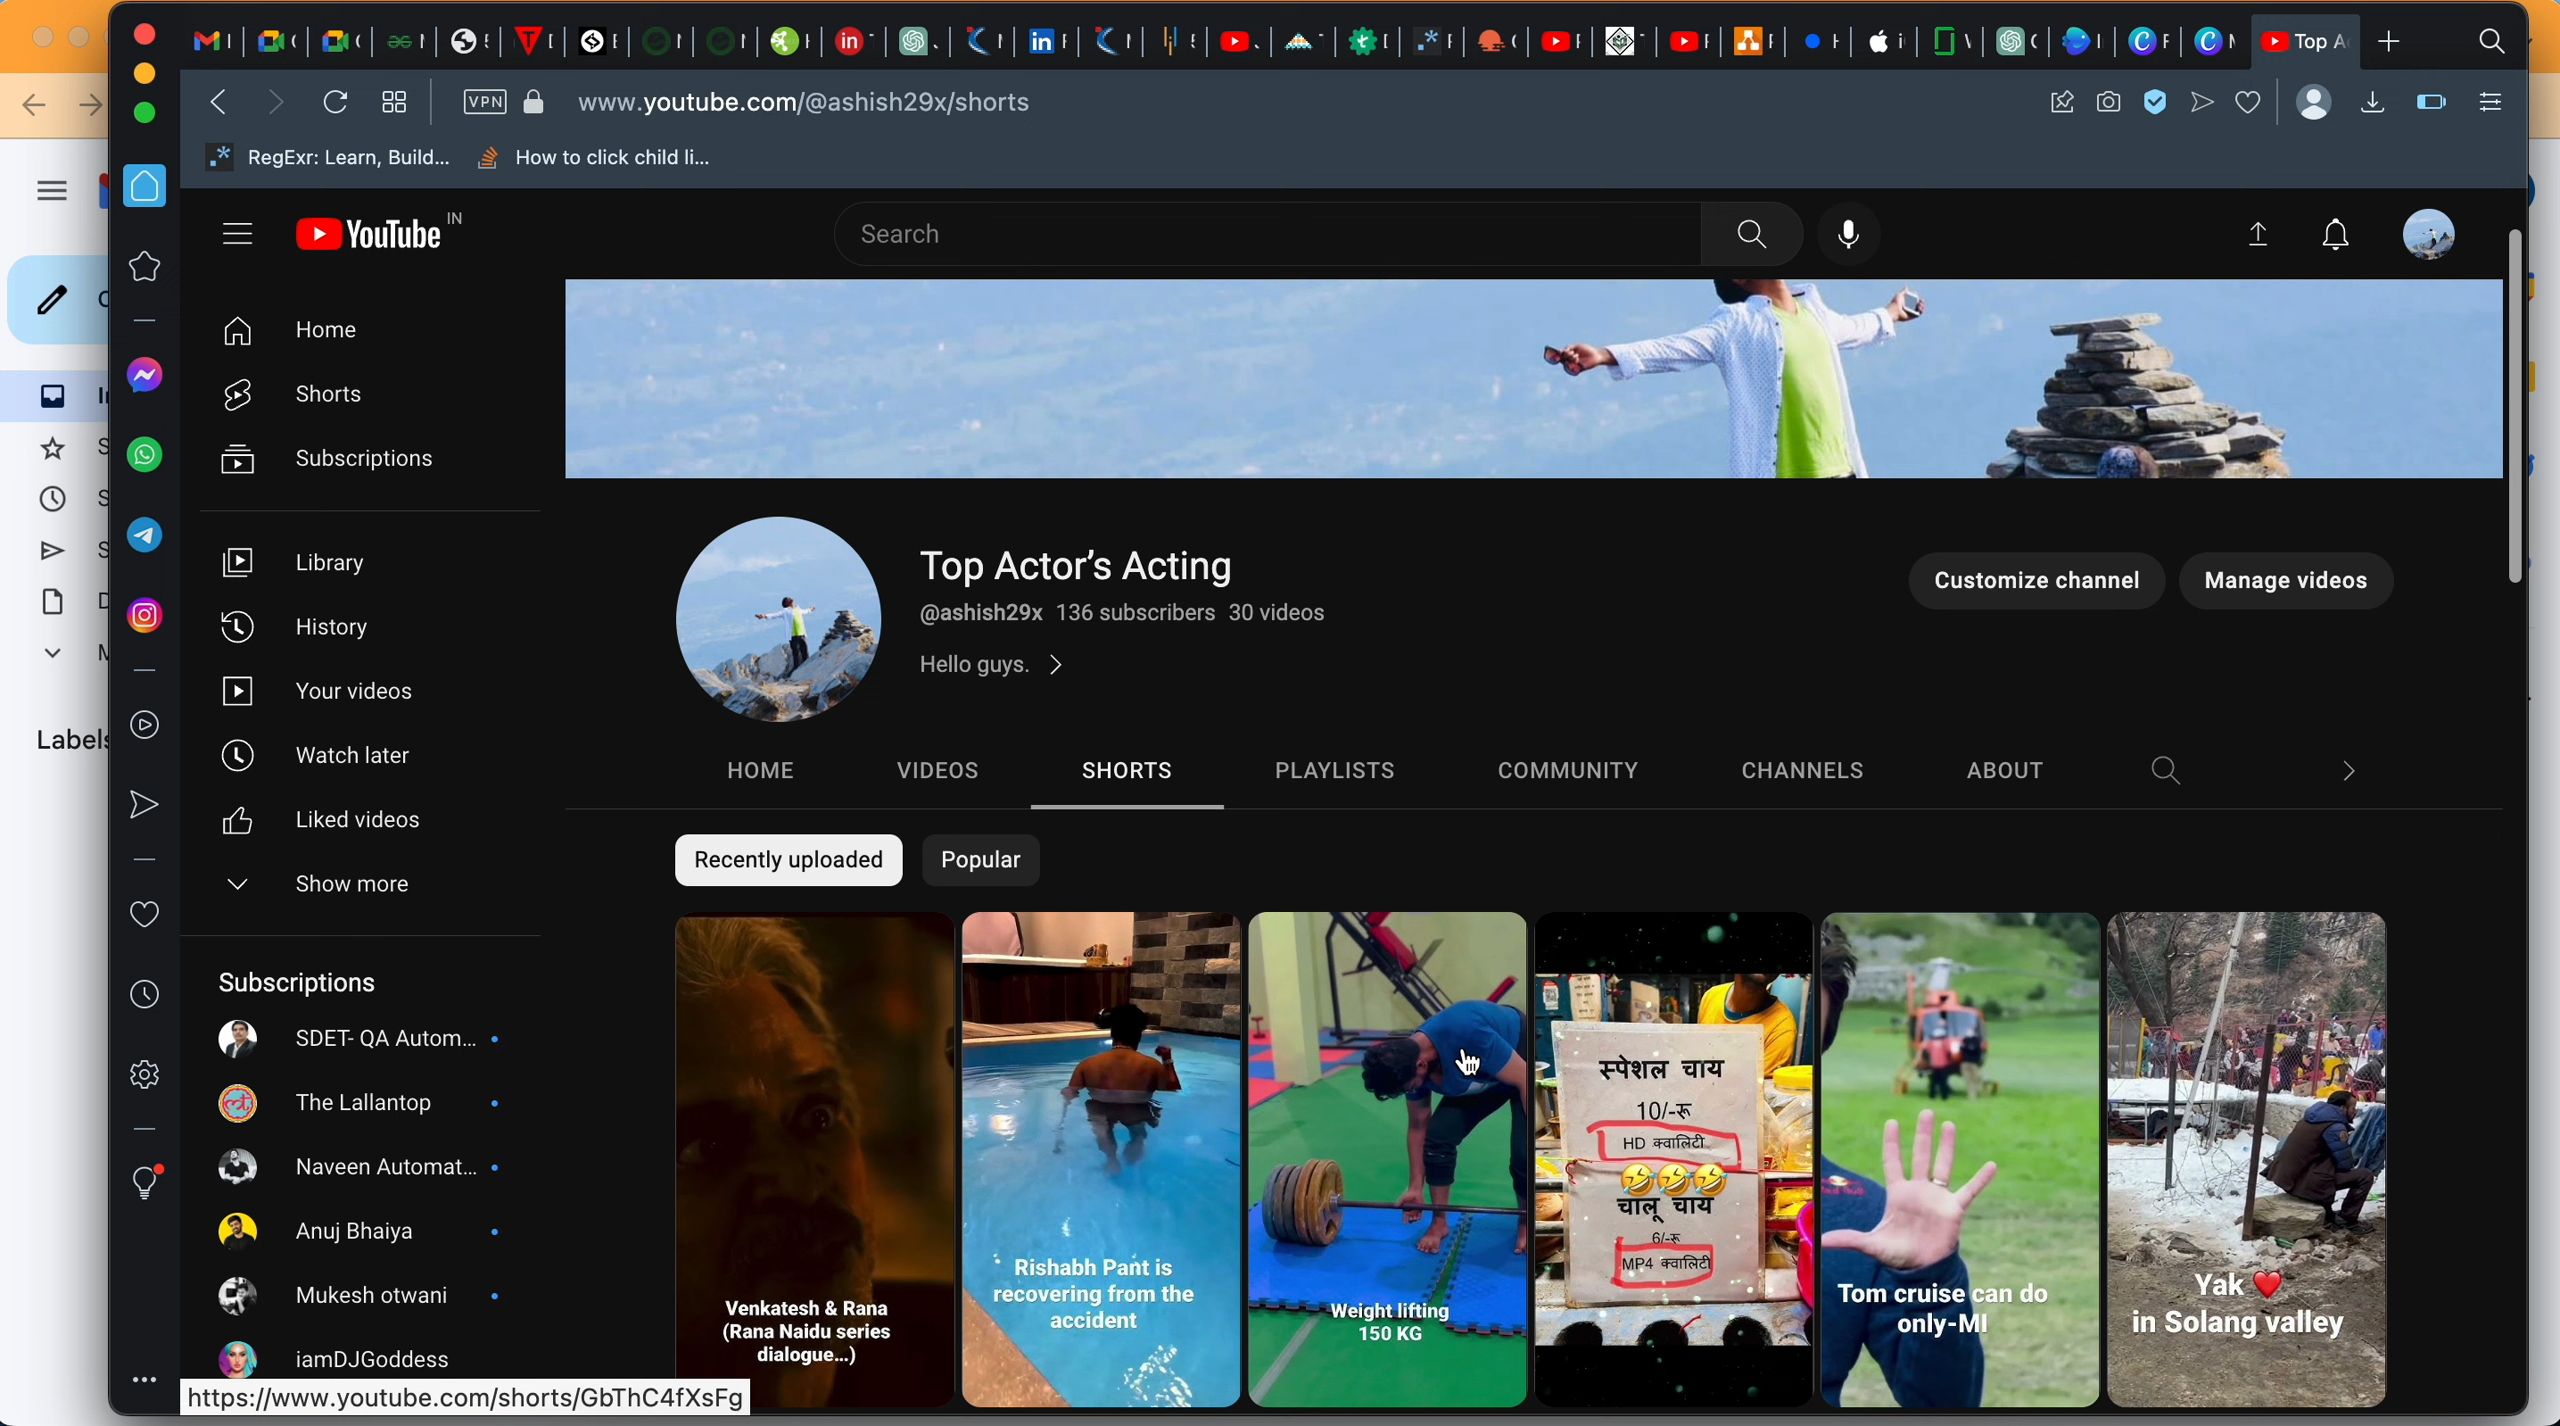 Top A
VPN
www.youtube.com/@ashish29x/shorts
RegExr: Learn, Build...
How to click child li...
YouTube IN
Search
Home
Shorts
Subscriptions
Library
History
Your videos
Watch later
Liked videos
Show more
Subscriptions
SDET- QA Autom...
The Lallantop
Naveen Automat...
Anuj Bhaiya
Mukesh otwani
iamDJGoddess
Labels
Top Actor’s Acting
@ashish29x 136 subscribers 30 videos
Hello guys.
Customize channel
Manage videos
HOME
VIDEOS
SHORTS
PLAYLISTS
COMMUNITY
CHANNELS
ABOUT
Recently uploaded
Popular
Venkatesh & Rana
(Rana Naidu series
dialogue...)
Rishabh Pant is
recovering from the
accident
Weight lifting
150 KG
स्पेशल चाय
10/-रू
HD क्वालिटी
चालू चाय
6/-रू
MP4 क्वालिटी
Tom cruise can do
only-MI
Yak ❤️
in Solang valley
https://www.youtube.com/shorts/GbThC4fXsFg